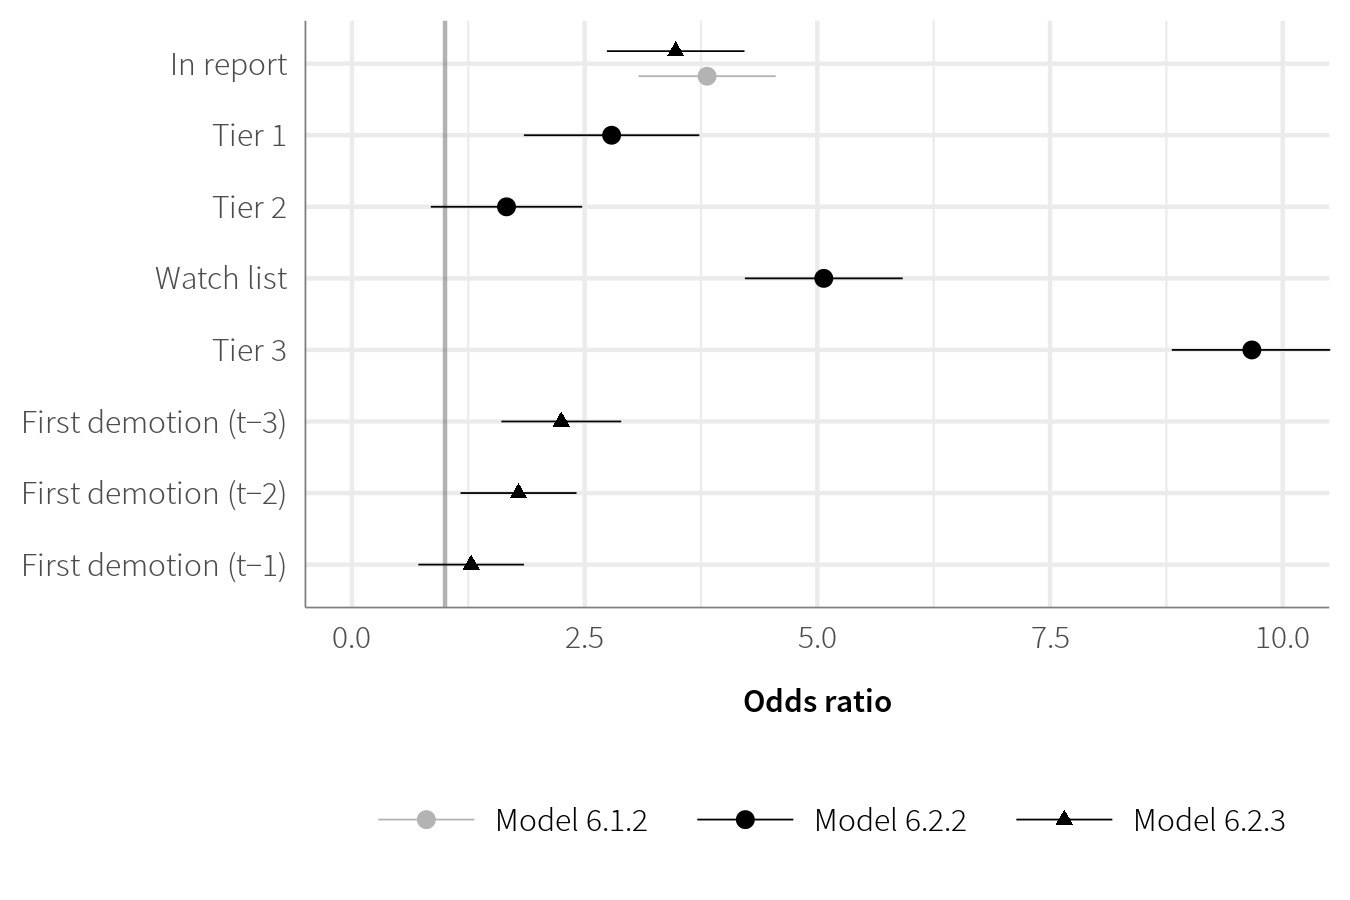 In report
Tier 1
Tier 2
Watch list
Tier 3
First demotion (t−3)
First demotion (t−2)
First demotion (t−1)
0.0 2.5 5.0 7.5 10.0
Odds ratio
Model 6.1.2 Model 6.2.2 Model 6.2.3